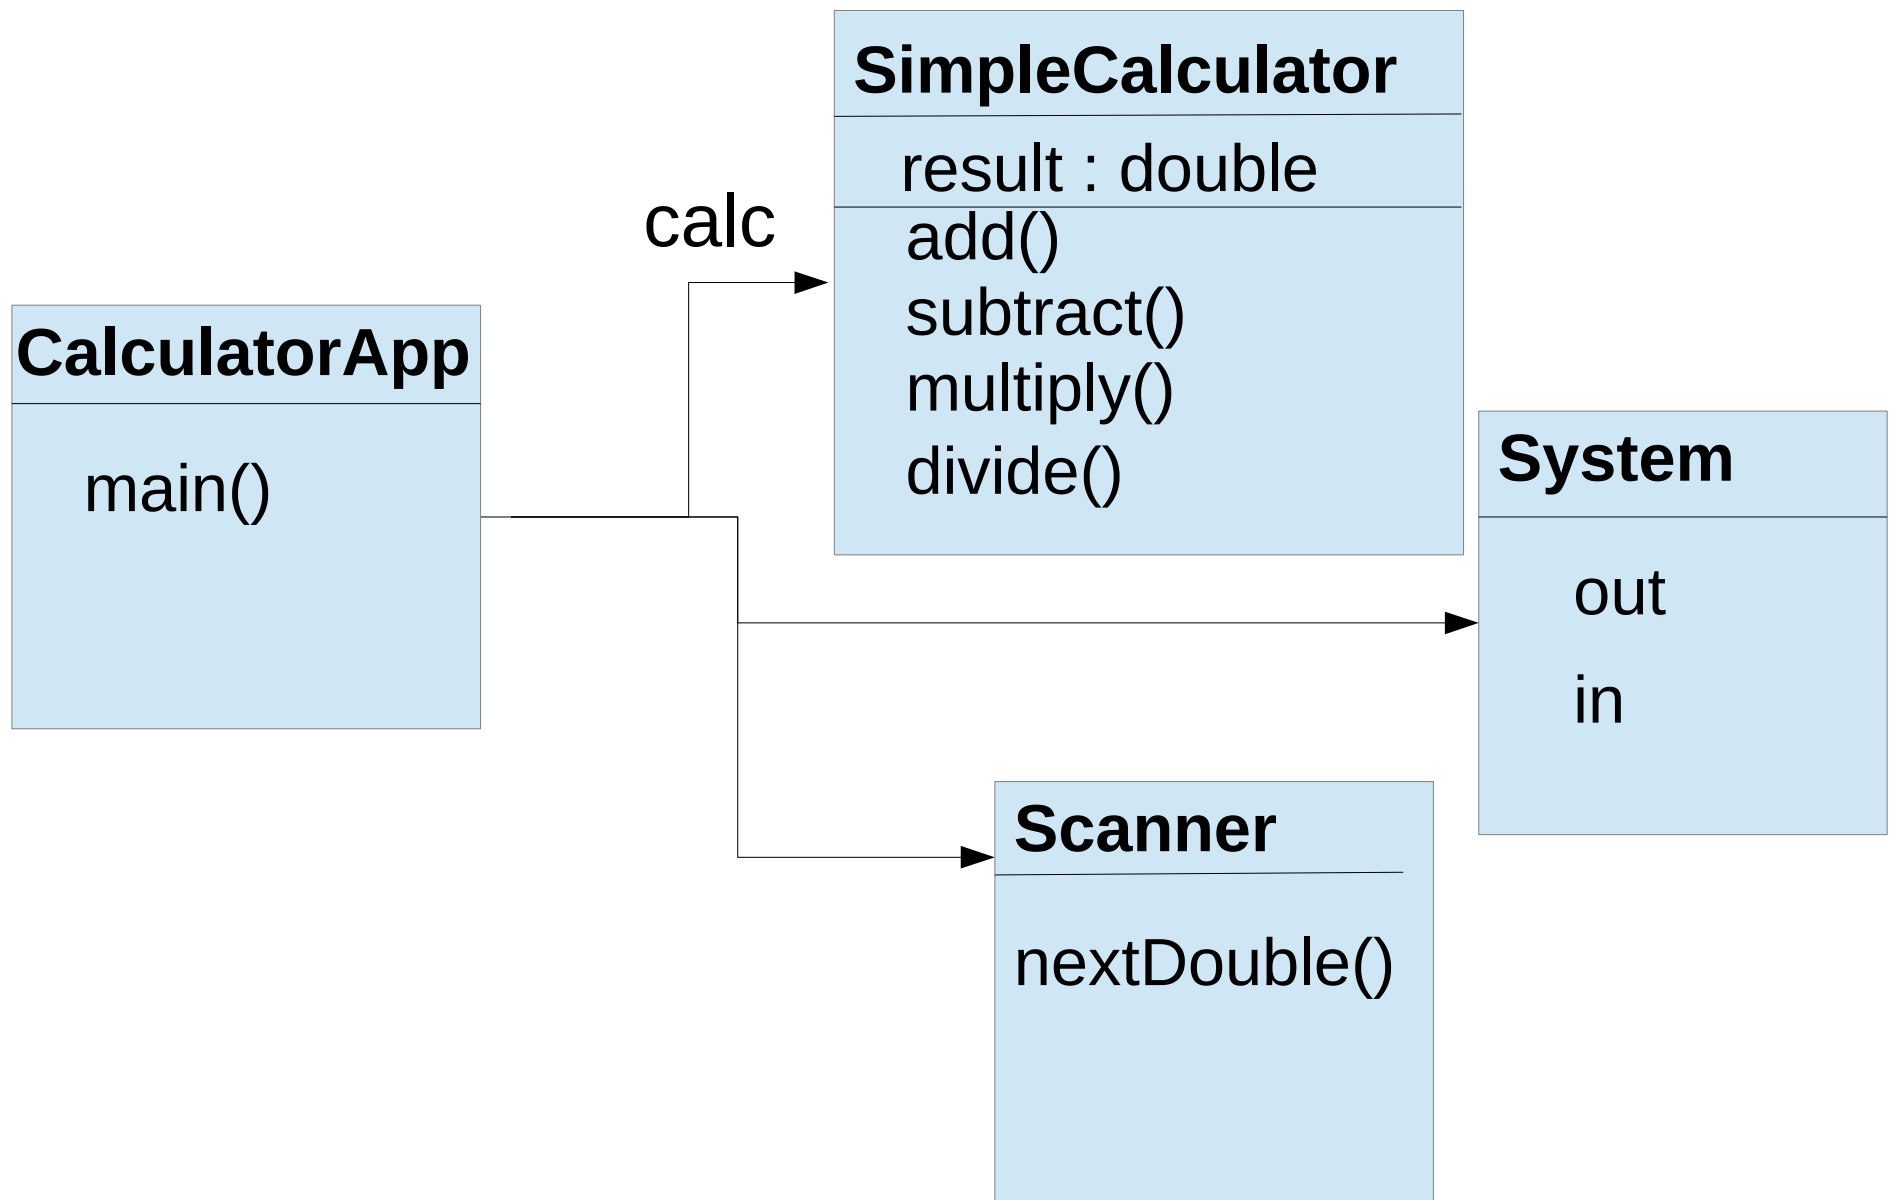 SimpleCalculator
result : double
add()
subtract()
multiply()
divide()
calc
CalculatorApp
main()
System
out
in
Scanner
nextDouble()